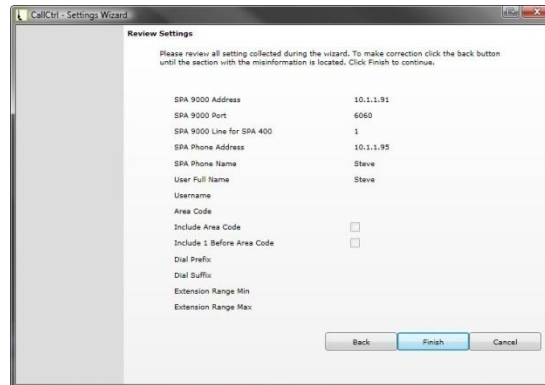 CallCtrl - Settings Wizard
Review Settings
Please review all setting collected during the wizard. To make correction click the back button
until the section with the misinformation is located. Click Finish to continue.
SPA 9000 Address 10.1.1.91
SPA 9000 Port 6060
SPA 9000 Line for SPA 400 1
SPA Phone Address 10.1.1.95
SPA Phone Name Steve
User Full Name Steve
Username
Area Code
Include Area Code
Include 1 Before Area Code
Dial Prefix
Dial Suffix
Extension Range Min
Extension Range Max
Back Finish Cancel